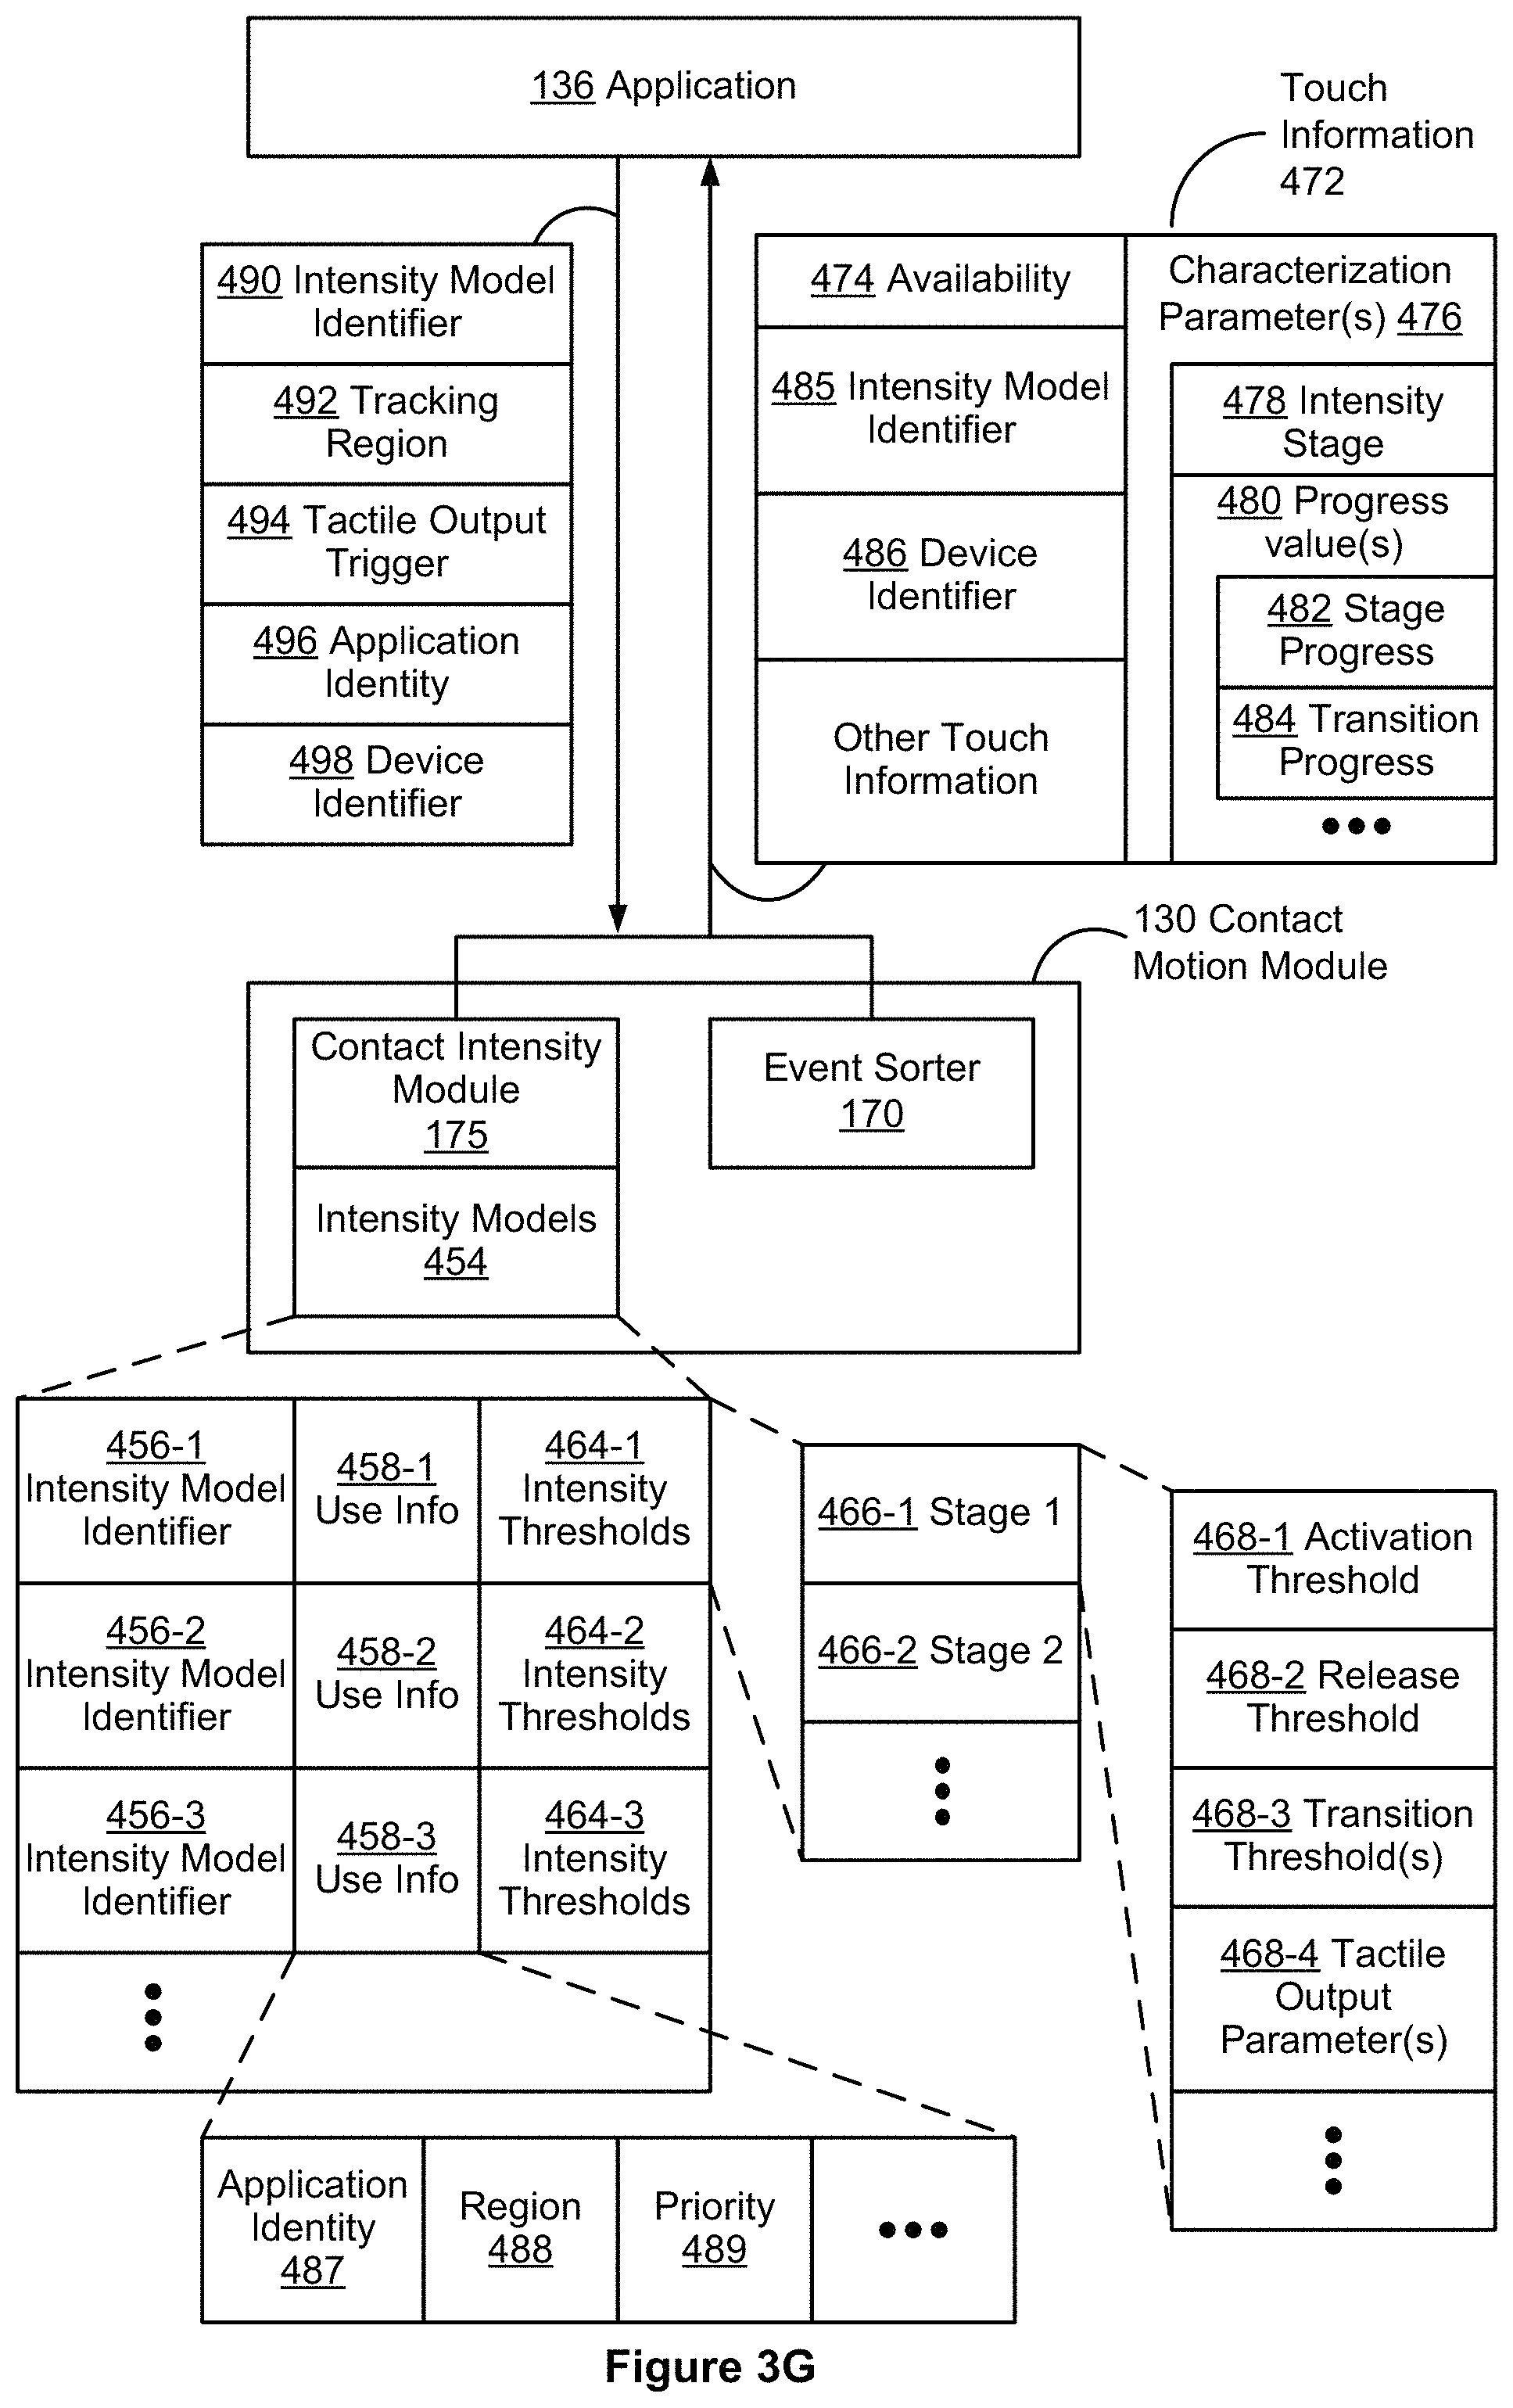 136 Application
Touch
Information
472
490 Intensity Model
Identifier
492 Tracking
Region
494 Tactile Output
Trigger
496 Application
Identity
498 Device
Identifier
474 Availability
485 Intensity Model
Identifier
486 Device
Identifier
Other Touch
Information
Characterization
Parameter(s) 476
478 Intensity
Stage
480 Progress
value(s)
482 Stage
Progress
484 Transition
Progress
130 Contact
Motion Module
Contact Intensity
Module
175
Intensity Models
454
Event Sorter
170
456-1
Intensity Model
Identifier
458-1
Use Info
464-1
Intensity
Thresholds
456-2
Intensity Model
Identifier
458-2
Use Info
464-2
Intensity
Thresholds
456-3
Intensity Model
Identifier
458-3
Use Info
464-3
Intensity
Thresholds
466-1 Stage 1
466-2 Stage 2
468-1 Activation
Threshold
468-2 Release
Threshold
468-3 Transition
Threshold(s)
468-4 Tactile
Output
Parameter(s)
Application
Identity
487
Region
488
Priority
489
Figure 3G